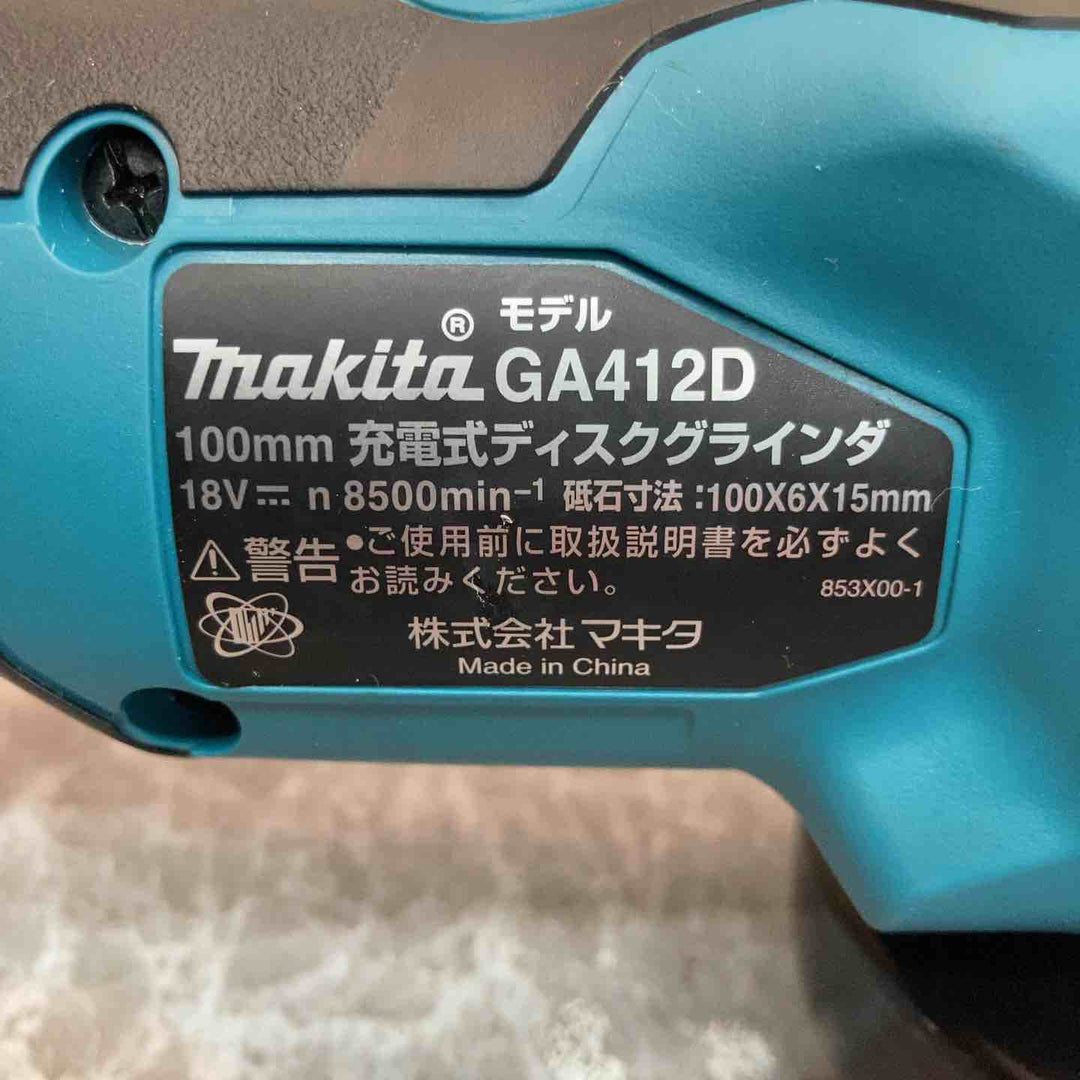 モデル
makita® GA412D
100mm 充電式ディスクグラインダ
18V⎓ n 8500min⁻¹ 砥石寸法:100X6X15mm
⚠警告 ●ご使用前に取扱説明書を必ずよく
お読みください。
853X00-1
株式会社マキタ
Made in China